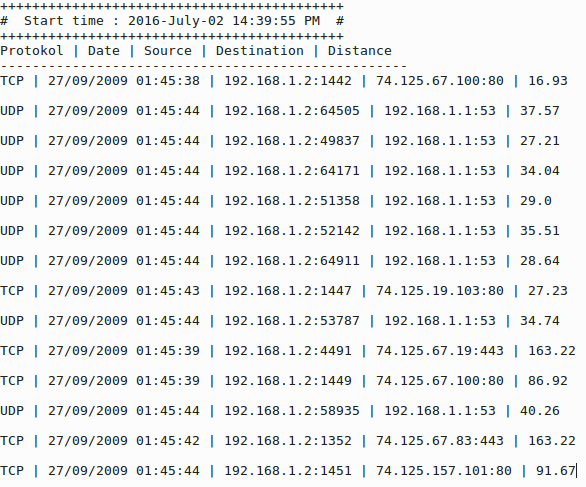 +++++++++++++++++++++++++++++++++++++++++++
#  Start time : 2016-July-02 14:39:55 PM  #
+++++++++++++++++++++++++++++++++++++++++++
Protokol | Date | Source | Destination | Distance
---------------------------------------------------
TCP | 27/09/2009 01:45:38 | 192.168.1.2:1442 | 74.125.67.100:80 | 16.93
UDP | 27/09/2009 01:45:44 | 192.168.1.2:64505 | 192.168.1.1:53 | 37.57
UDP | 27/09/2009 01:45:44 | 192.168.1.2:49837 | 192.168.1.1:53 | 27.21
UDP | 27/09/2009 01:45:44 | 192.168.1.2:64171 | 192.168.1.1:53 | 34.04
UDP | 27/09/2009 01:45:44 | 192.168.1.2:51358 | 192.168.1.1:53 | 29.0
UDP | 27/09/2009 01:45:44 | 192.168.1.2:52142 | 192.168.1.1:53 | 35.51
UDP | 27/09/2009 01:45:44 | 192.168.1.2:64911 | 192.168.1.1:53 | 28.64
TCP | 27/09/2009 01:45:43 | 192.168.1.2:1447 | 74.125.19.103:80 | 27.23
UDP | 27/09/2009 01:45:44 | 192.168.1.2:53787 | 192.168.1.1:53 | 34.74
TCP | 27/09/2009 01:45:39 | 192.168.1.2:4491 | 74.125.67.19:443 | 163.22
TCP | 27/09/2009 01:45:39 | 192.168.1.2:1449 | 74.125.67.100:80 | 86.92
UDP | 27/09/2009 01:45:44 | 192.168.1.2:58935 | 192.168.1.1:53 | 40.26
TCP | 27/09/2009 01:45:42 | 192.168.1.2:1352 | 74.125.67.83:443 | 163.22
TCP | 27/09/2009 01:45:44 | 192.168.1.2:1451 | 74.125.157.101:80 | 91.67